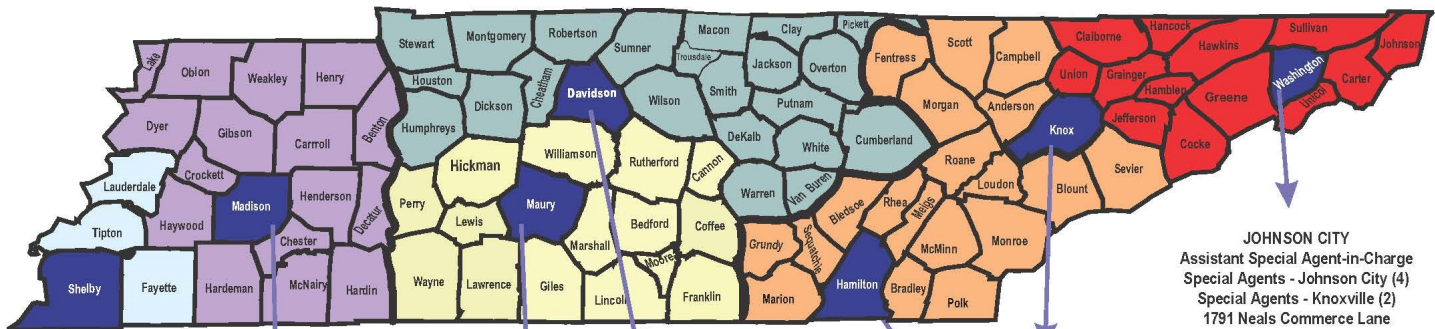 Lake
Obion
Weakley
Henry
Dyer
Gibson
Carrroll
Benton
Lauderdale
Crockett
Madison
Henderson
Decatur
Tipton
Haywood
Chester
Shelby
Fayette
Hardeman
McNairy
Hardin
Stewart
Montgomery
Robertson
Sumner
Macon
Clay
Pickett
Trousdale
Houston
Dickson
Cheatham
Davidson
Wilson
Smith
Jackson
Overton
Humphreys
Putnam
DeKalb
White
Cumberland
Warren
Van Buren
Hickman
Williamson
Rutherford
Cannon
Perry
Lewis
Maury
Bedford
Coffee
Marshall
Moore
Wayne
Lawrence
Giles
Lincoln
Franklin
Fentress
Scott
Campbell
Morgan
Anderson
Knox
Roane
Loudon
Blount
Sevier
Bledsoe
Rhea
Meigs
Grundy
Sequatchie
McMinn
Monroe
Marion
Hamilton
Bradley
Polk
Claiborne
Hancock
Hawkins
Sullivan
Johnson
Union
Grainger
Hamblen
Greene
Washington
Carter
Unicoi
Jefferson
Cocke
JOHNSON CITY
Assistant Special Agent-in-Charge
Special Agents - Johnson City (4)
Special Agents - Knoxville (2)
1791 Neals Commerce Lane